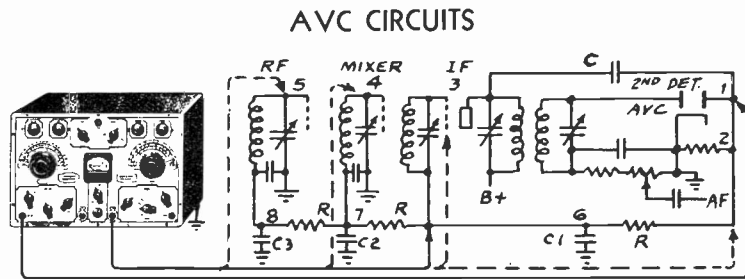 AVC CIRCUITS
RF
5
MIXER
4
IF
3
C
2ND DET.
1
AVC
2
B+
AF
8
R
7
R
6
R
C3
C2
C1